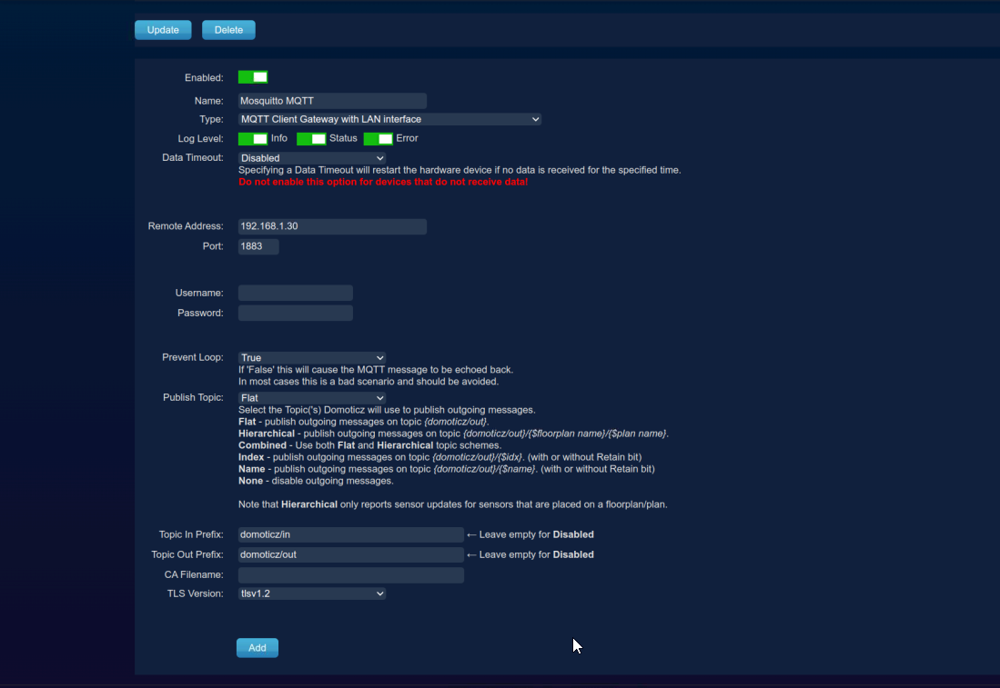 Update Delete
Enabled:
Name: Mosquitto MQTT
Type: MQTT Client Gateway with LAN interface
Log Level: Info Status Error
Data Timeout: Disabled
Specifying a Data Timeout will restart the hardware device if no data is received for the specified time.
Do not enable this option for devices that do not receive data!
Remote Address: 192.168.1.30
Port: 1883
Username:
Password:
Prevent Loop: True
If 'False' this will cause the MQTT message to be echoed back.
In most cases this is a bad scenario and should be avoided.
Publish Topic: Flat
Select the Topic('s) Domoticz will use to publish outgoing messages.
Flat - publish outgoing messages on topic {domoticz/out}.
Hierarchical - publish outgoing messages on topic {domoticz/out}/{$floorplan name}/{$plan name}.
Combined - Use both Flat and Hierarchical topic schemes.
Index - publish outgoing messages on topic {domoticz/out}/{$idx}. (with or without Retain bit)
Name - publish outgoing messages on topic {domoticz/out}/{$name}. (with or without Retain bit)
None - disable outgoing messages.
Note that Hierarchical only reports sensor updates for sensors that are placed on a floorplan/plan.
Topic In Prefix: domoticz/in ← Leave empty for Disabled
Topic Out Prefix: domoticz/out ← Leave empty for Disabled
CA Filename:
TLS Version: tlsv1.2
Add